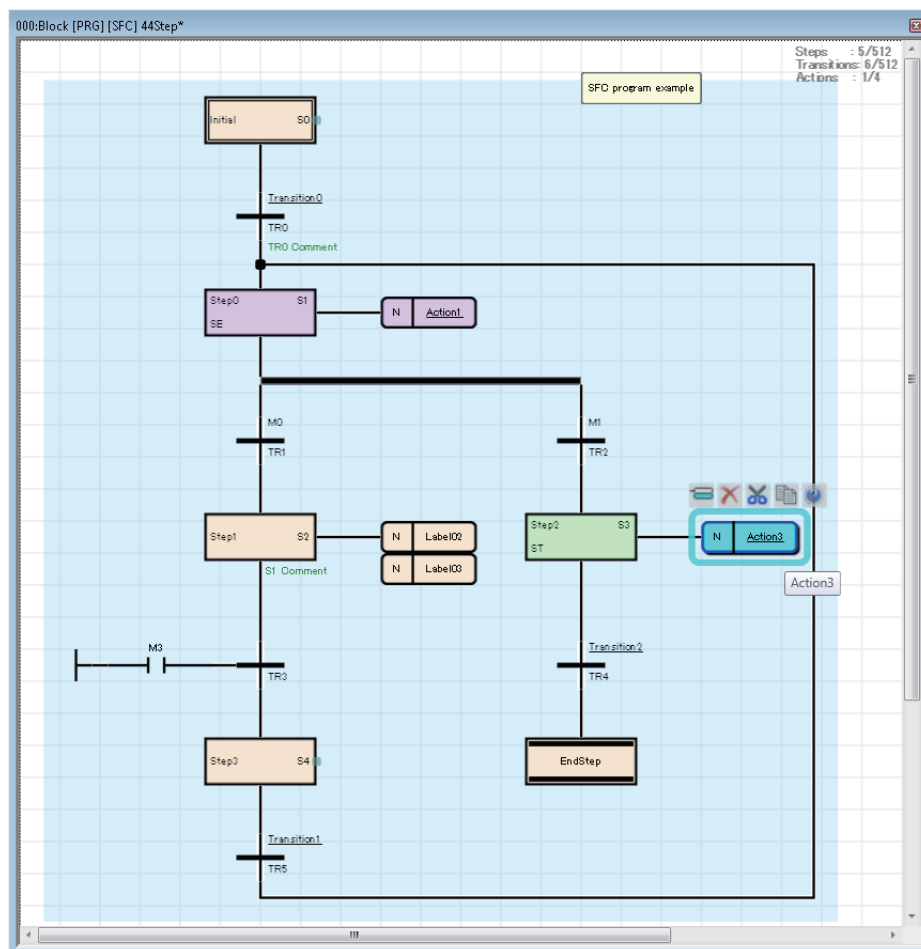 000:Block [PRG] [SFC] 44Step*
Steps : 5/512
Transitions: 6/512
Actions : 1/4
SFC program example
Initial S0
Transition0
TR0
TR0 Comment
Step0 S1
SE
N Action1
M0
TR1
M1
TR2
Step1 S2
N Label02
N Label03
S1 Comment
Step2 S3
ST
N Action3
Action3
M3
TR3
Transition2
TR4
Step3 S4
EndStep
Transition1
TR5